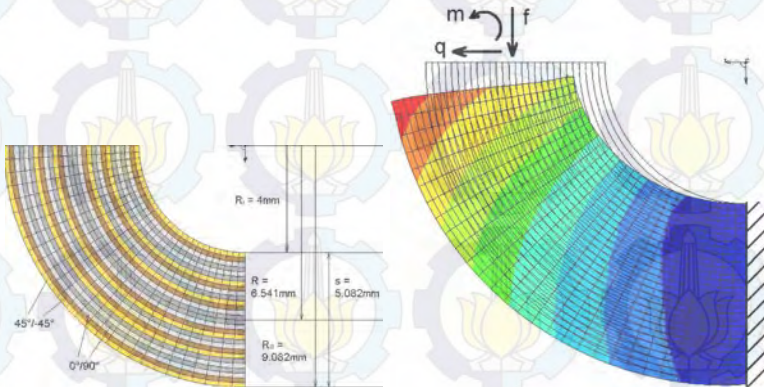 m
f
q
Rᵢ = 4mm
R =
6.541mm
s =
5.082mm
45°/-45°
0°/90°
Rₒ =
9.082mm